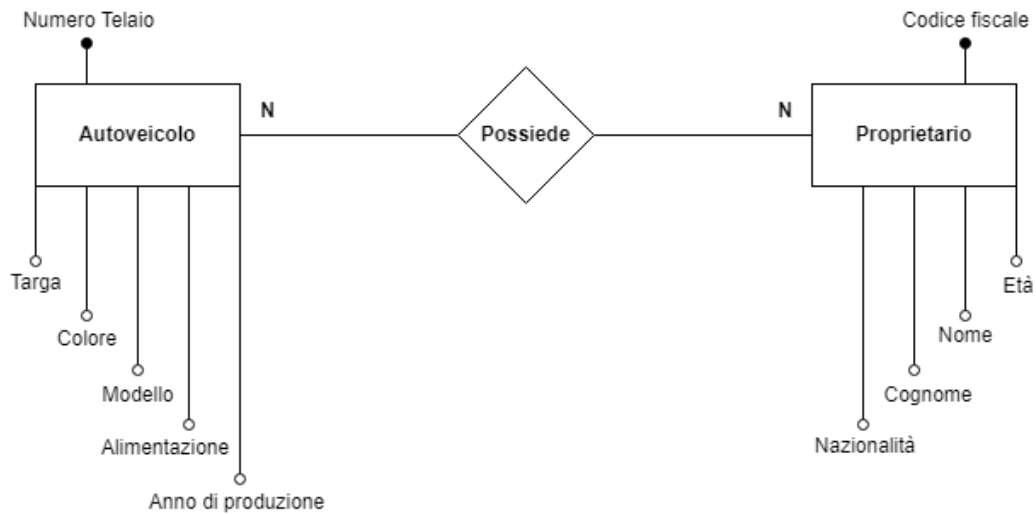 Numero Telaio
Codice fiscale
N
N
Autoveicolo
Possiede
Proprietario
Targa
Età
Colore
Nome
Modello
Cognome
Alimentazione
Nazionalità
Anno di produzione